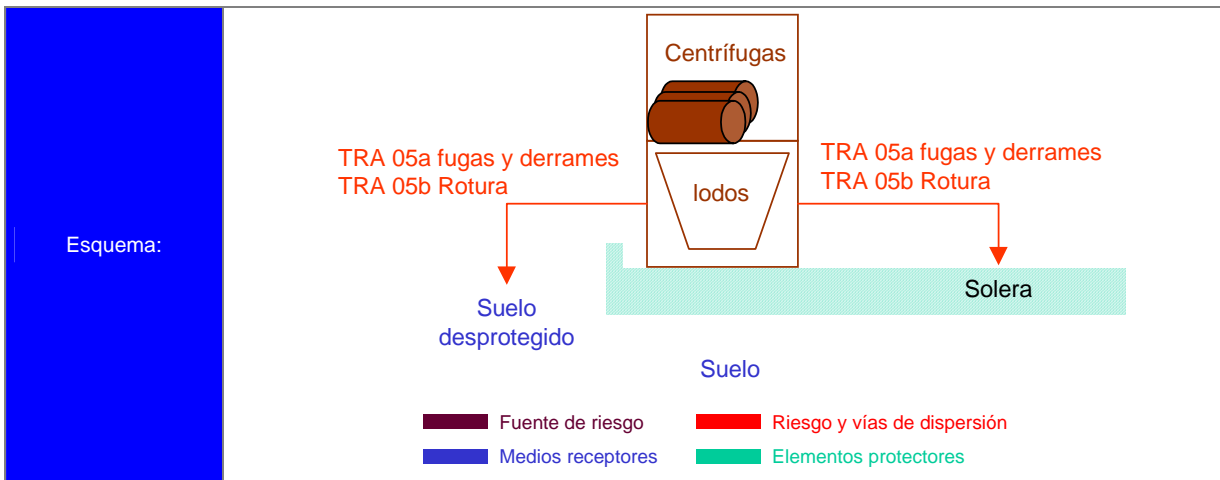 Esquema:
Centrífugas
lodos
TRA 05a fugas y derrames
TRA 05b Rotura
TRA 05a fugas y derrames
TRA 05b Rotura
Solera
Suelo
desprotegido
Suelo
Fuente de riesgo
Riesgo y vías de dispersión
Medios receptores
Elementos protectores